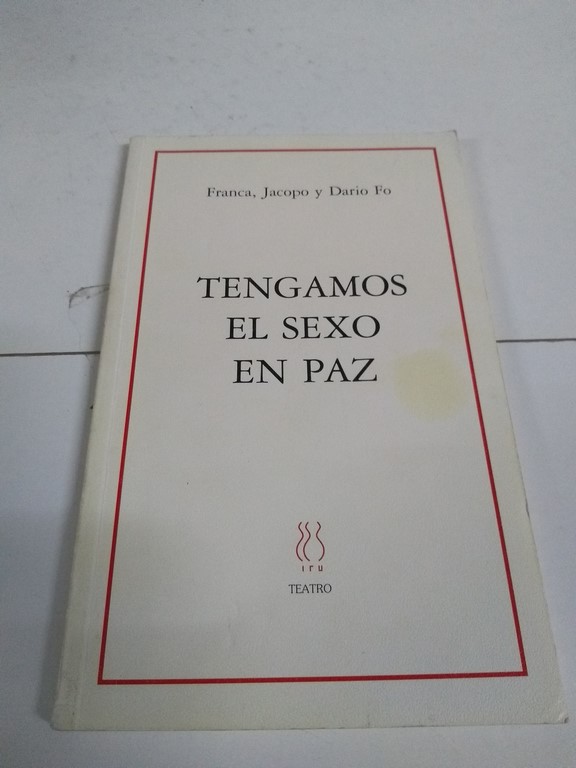 Franca, Jacopo y Dario Fo
TENGAMOS
EL SEXO
EN PAZ
iru
TEATRO